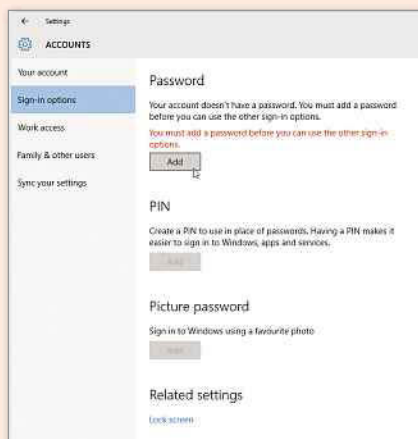 Settings
ACCOUNTS
Your account
Sign-in options
Work access
Family & other users
Sync your settings
Password
Your account doesn't have a password. You must add a password
before you can use the other sign-in options.
You must add a password before you can use the other sign-in
options.
Add
PIN
Create a PIN to use in place of passwords. Having a PIN makes it
easier to sign in to Windows, apps and services.
Add
Picture password
Sign in to Windows using a favourite photo
Add
Related settings
Lock screen